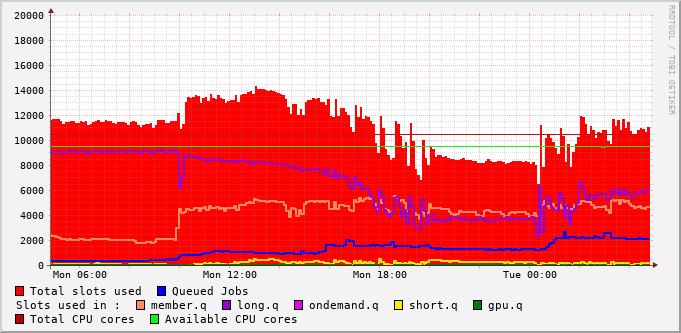 20000
18000
16000
14000
12000
10000
8000
6000
4000
2000
0
Mon 06:00 Mon 12:00 Mon 18:00 Tue 00:00
RRDTOOL / TOBI OETIKER
Total slots used Queued Jobs
Slots used in : member.q long.q ondemand.q short.q gpu.q
Total CPU cores Available CPU cores